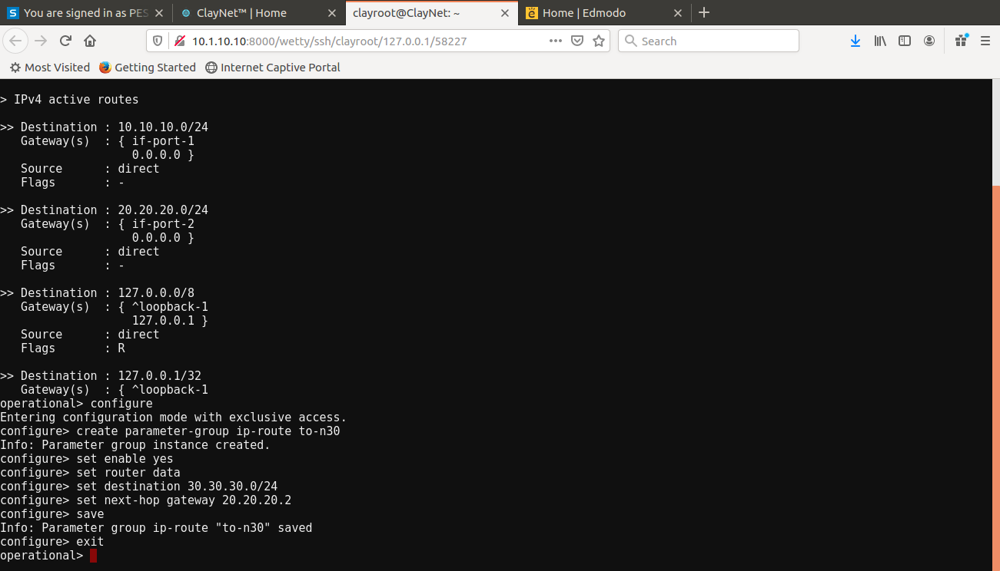 You are signed in as PES
ClayNet™ | Home
clayroot@ClayNet: ~
Home | Edmodo
10.1.10.10:8000/wetty/ssh/clayroot/127.0.0.1/58227
Search
Most Visited
Getting Started
Internet Captive Portal
> IPv4 active routes
>> Destination : 10.10.10.0/24
Gateway(s)  : { if-port-1
0.0.0.0 }
Source      : direct
Flags       : -
>> Destination : 20.20.20.0/24
Gateway(s)  : { if-port-2
0.0.0.0 }
Source      : direct
Flags       : -
>> Destination : 127.0.0.0/8
Gateway(s)  : { ^loopback-1
127.0.0.1 }
Source      : direct
Flags       : R
>> Destination : 127.0.0.1/32
Gateway(s)  : { ^loopback-1
operational> configure
Entering configuration mode with exclusive access.
configure> create parameter-group ip-route to-n30
Info: Parameter group instance created.
configure> set enable yes
configure> set router data
configure> set destination 30.30.30.0/24
configure> set next-hop gateway 20.20.20.2
configure> save
Info: Parameter group ip-route "to-n30" saved
configure> exit
operational>